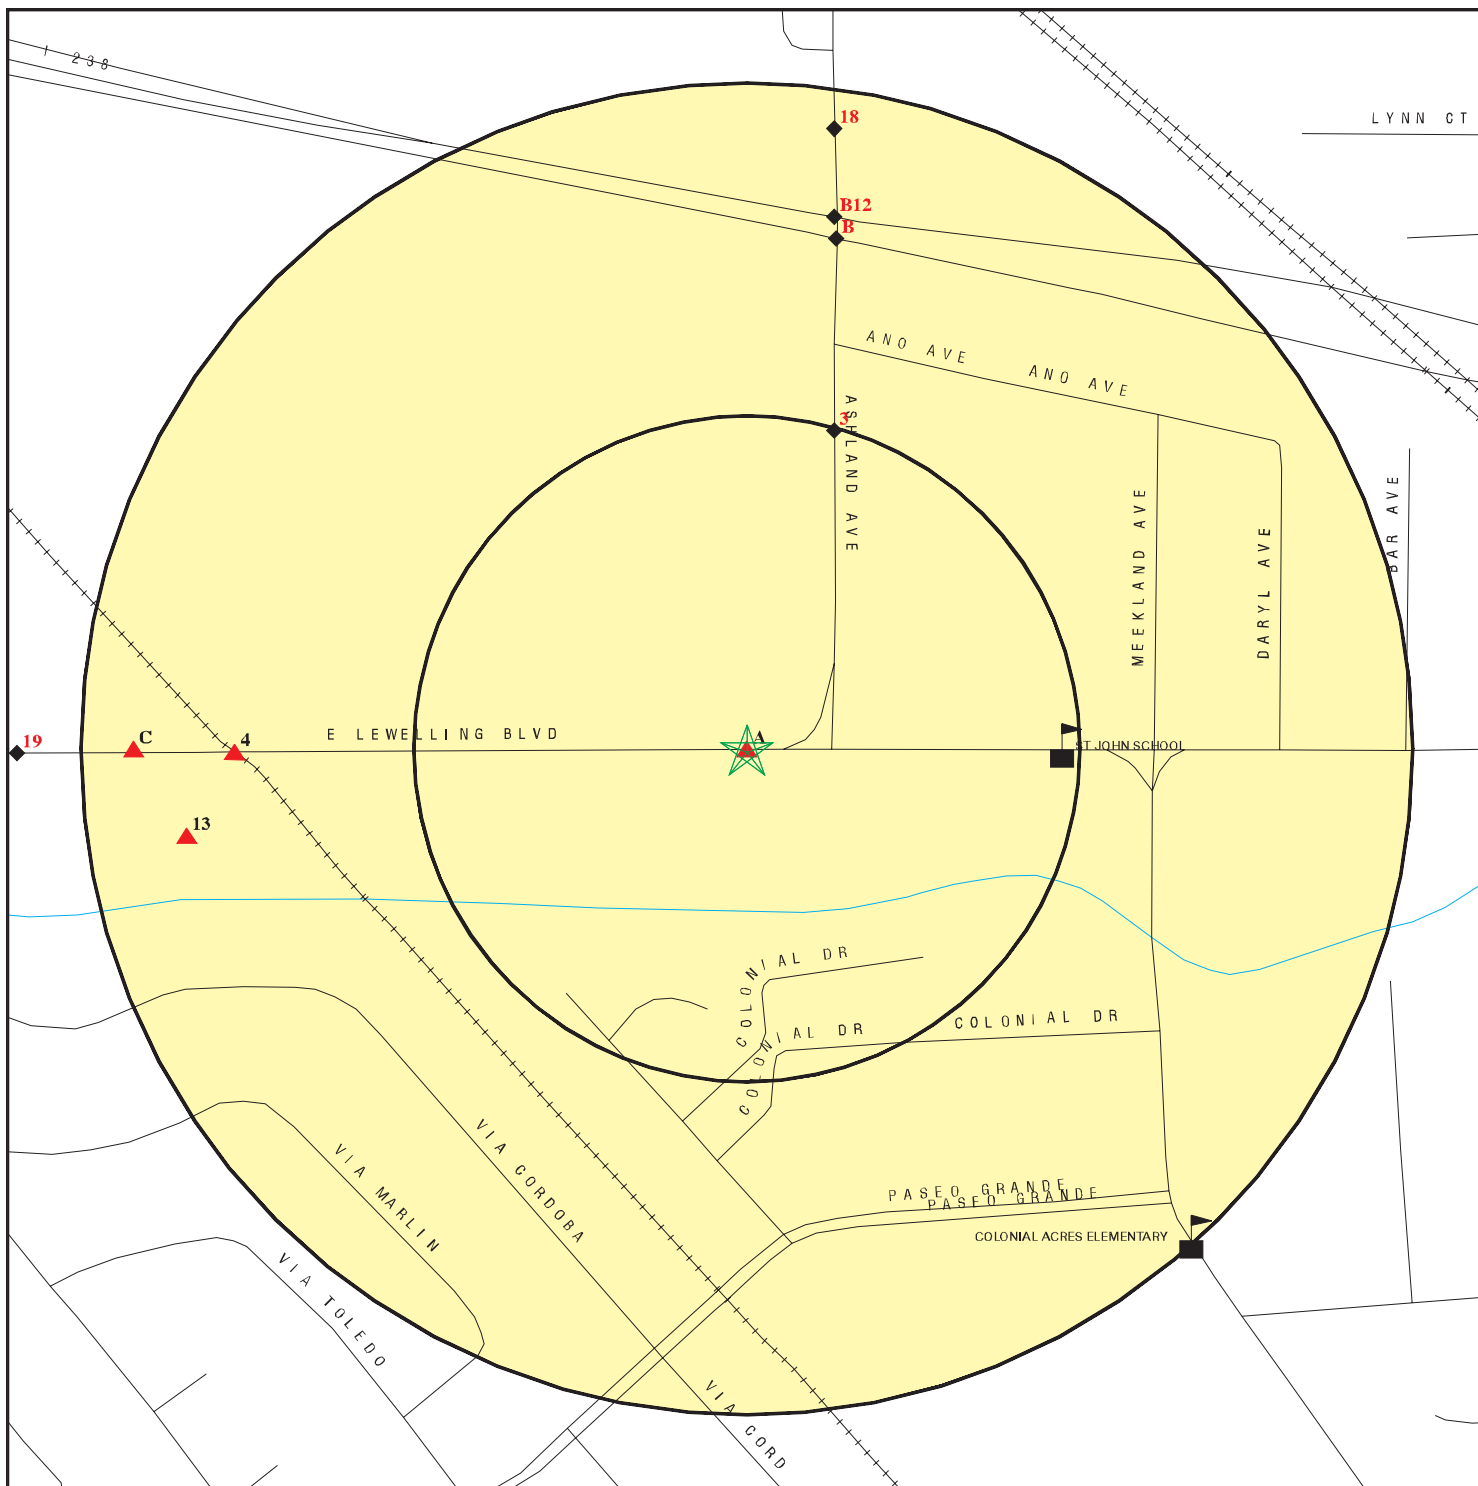 I 238
18
LYNN CT
B12
B
ANO AVE
ANO AVE
3
ASHLAND AVE
MEEKLAND AVE
DARYL AVE
BAR AVE
19
C
4
E LEWELLING BLVD
A
ST JOHN SCHOOL
13
COLONIAL DR
COLONIAL DR
COLONIAL DR
VIA CORDOBA
VIA MARLIN
PASEO GRANDE
PASEO GRANDE
COLONIAL ACRES ELEMENTARY
VIA TOLEDO
VIA CORD